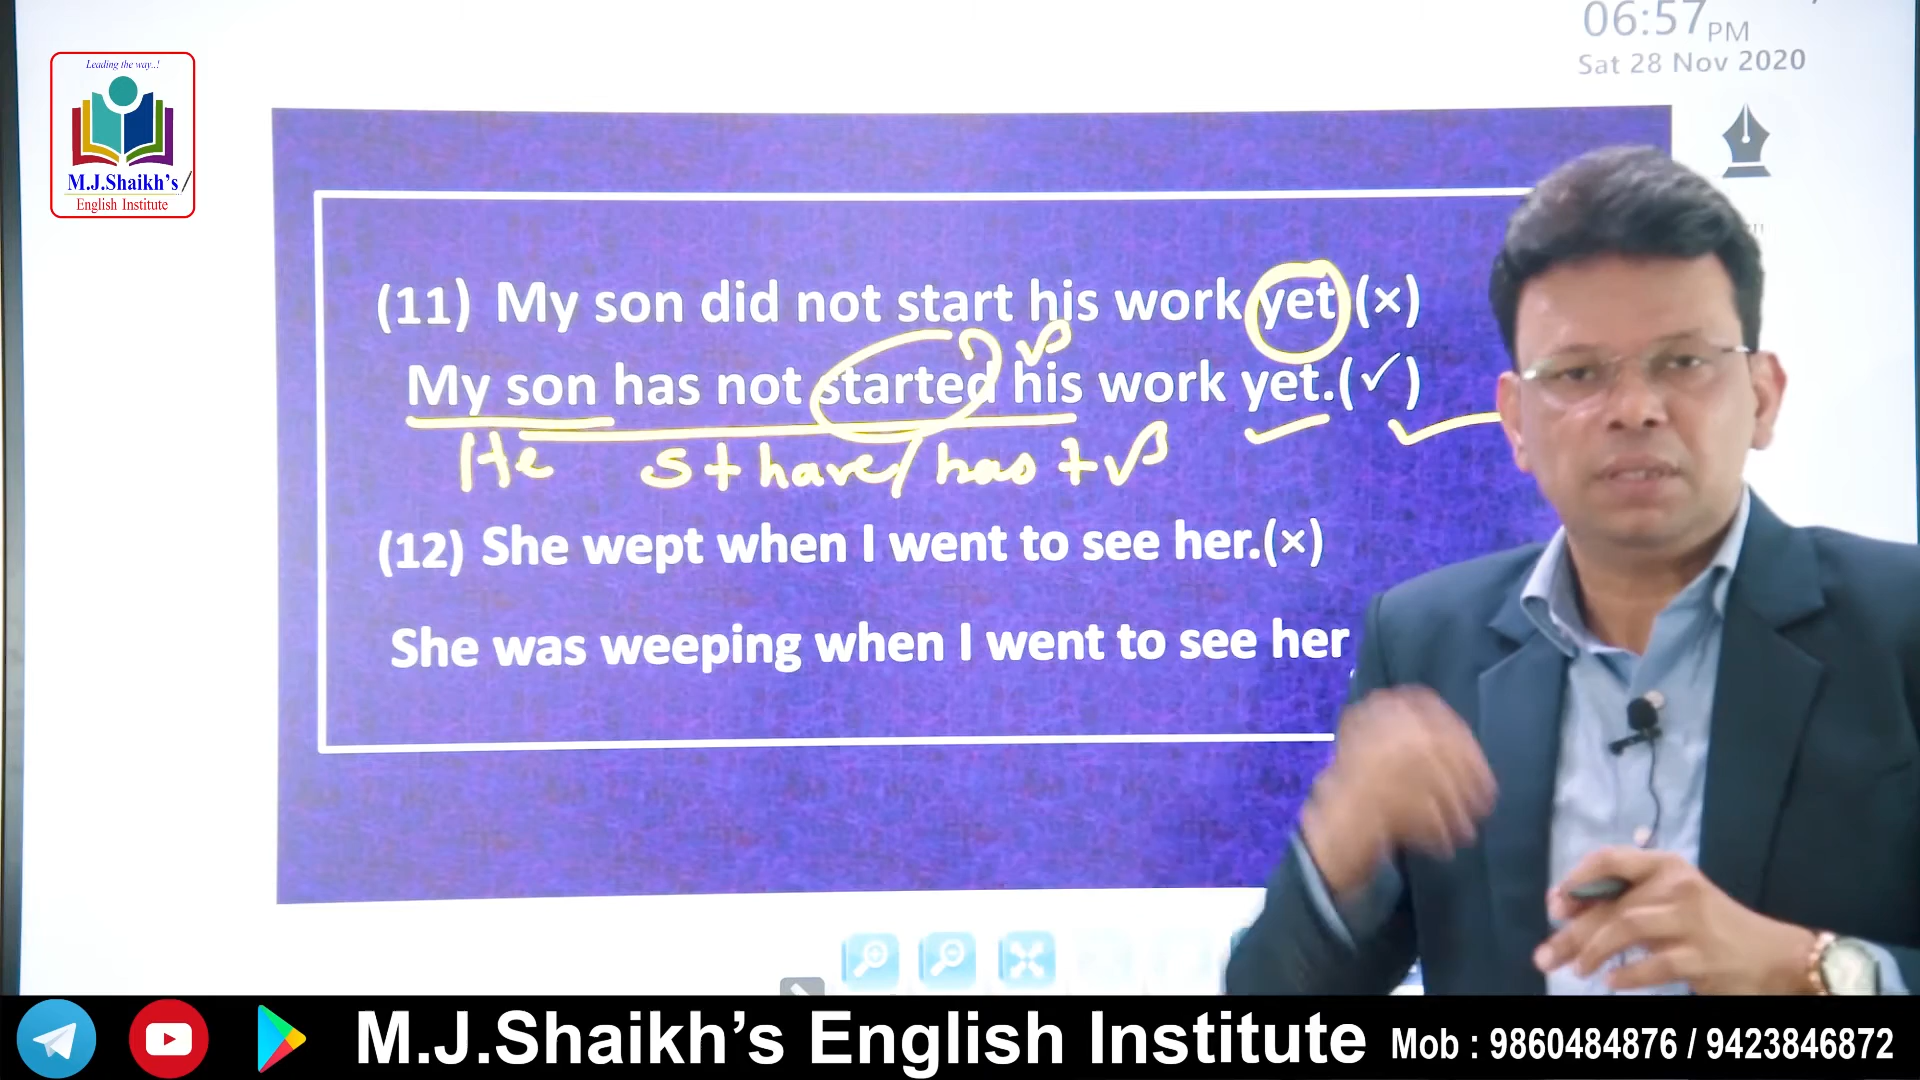 06:57 PM
Sat 28 Nov 2020
Leading the way..!
M.J.Shaikh's
English Institute
(11) My son did not start his work yet (×)
My son has not started his work yet.(✓)
He S + have/has + V3
(12) She wept when I went to see her.(×)
She was weeping when I went to see her
M.J.Shaikh's English Institute Mob : 9860484876 / 9423846872